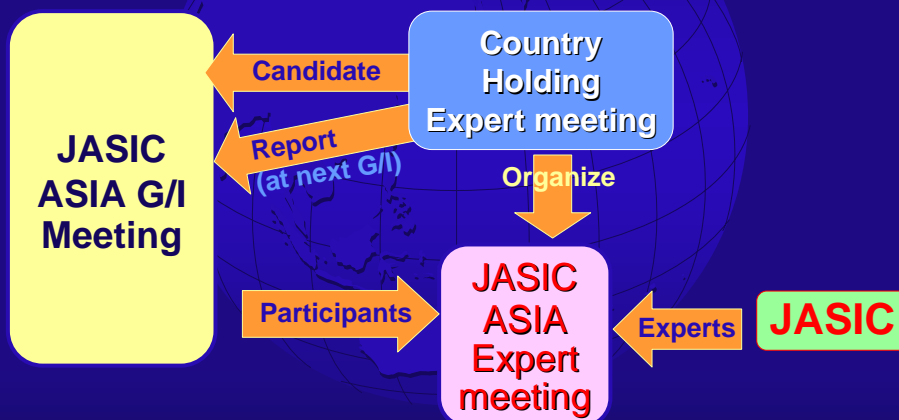 Country
Holding
Expert meeting
Candidate
Report
(at next G/I)
JASIC
ASIA G/I
Meeting
Organize
Participants
JASIC
ASIA
Expert
meeting
Experts
JASIC